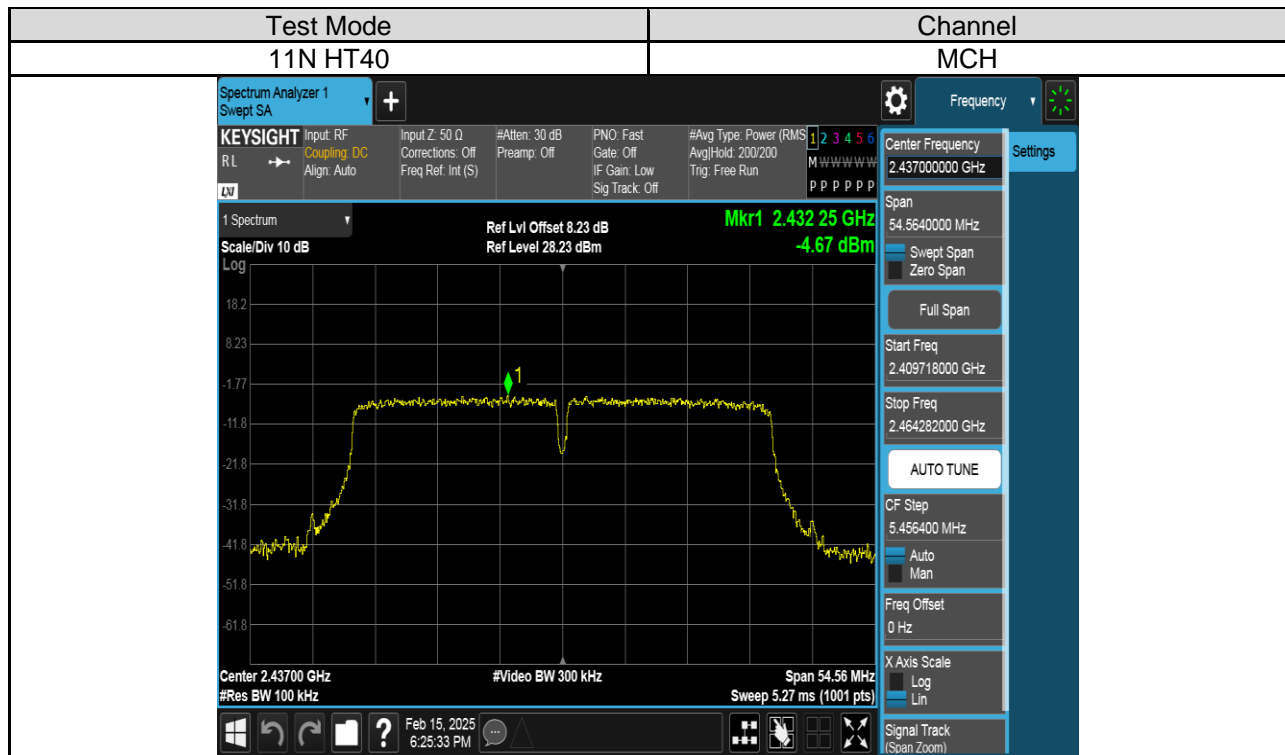 Test Mode Channel
11N HT40 MCH
Spectrum Analyzer 1
Swept SA
+
Frequency
KEYSIGHT
RL
LXI
Input: RF
Coupling: DC
Align: Auto
Input Z: 50 Ω
Corrections: Off
Freq Ref: Int (S)
#Atten: 30 dB
Preamp: Off
PNO: Fast
Gate: Off
IF Gain: Low
Sig Track: Off
#Avg Type: Power (RMS
Avg|Hold: 200/200
Trig: Free Run
1 2 3 4 5 6
M W W W W W
P P P P P P
1 Spectrum
Scale/Div 10 dB
Log
Ref Lvl Offset 8.23 dB
Ref Level 28.23 dBm
Mkr1 2.432 25 GHz
-4.67 dBm
18.2
8.23
-1.77
-11.8
-21.8
-31.8
-41.8
-51.8
-61.8
1
Center 2.43700 GHz
#Res BW 100 kHz
#Video BW 300 kHz
Span 54.56 MHz
Sweep 5.27 ms (1001 pts)
?
Feb 15, 2025
6:25:33 PM
Center Frequency
2.437000000 GHz
Settings
Span
54.5640000 MHz
Swept Span
Zero Span
Full Span
Start Freq
2.409718000 GHz
Stop Freq
2.464282000 GHz
AUTO TUNE
CF Step
5.456400 MHz
Auto
Man
Freq Offset
0 Hz
X Axis Scale
Log
Lin
Signal Track
(Span Zoom)